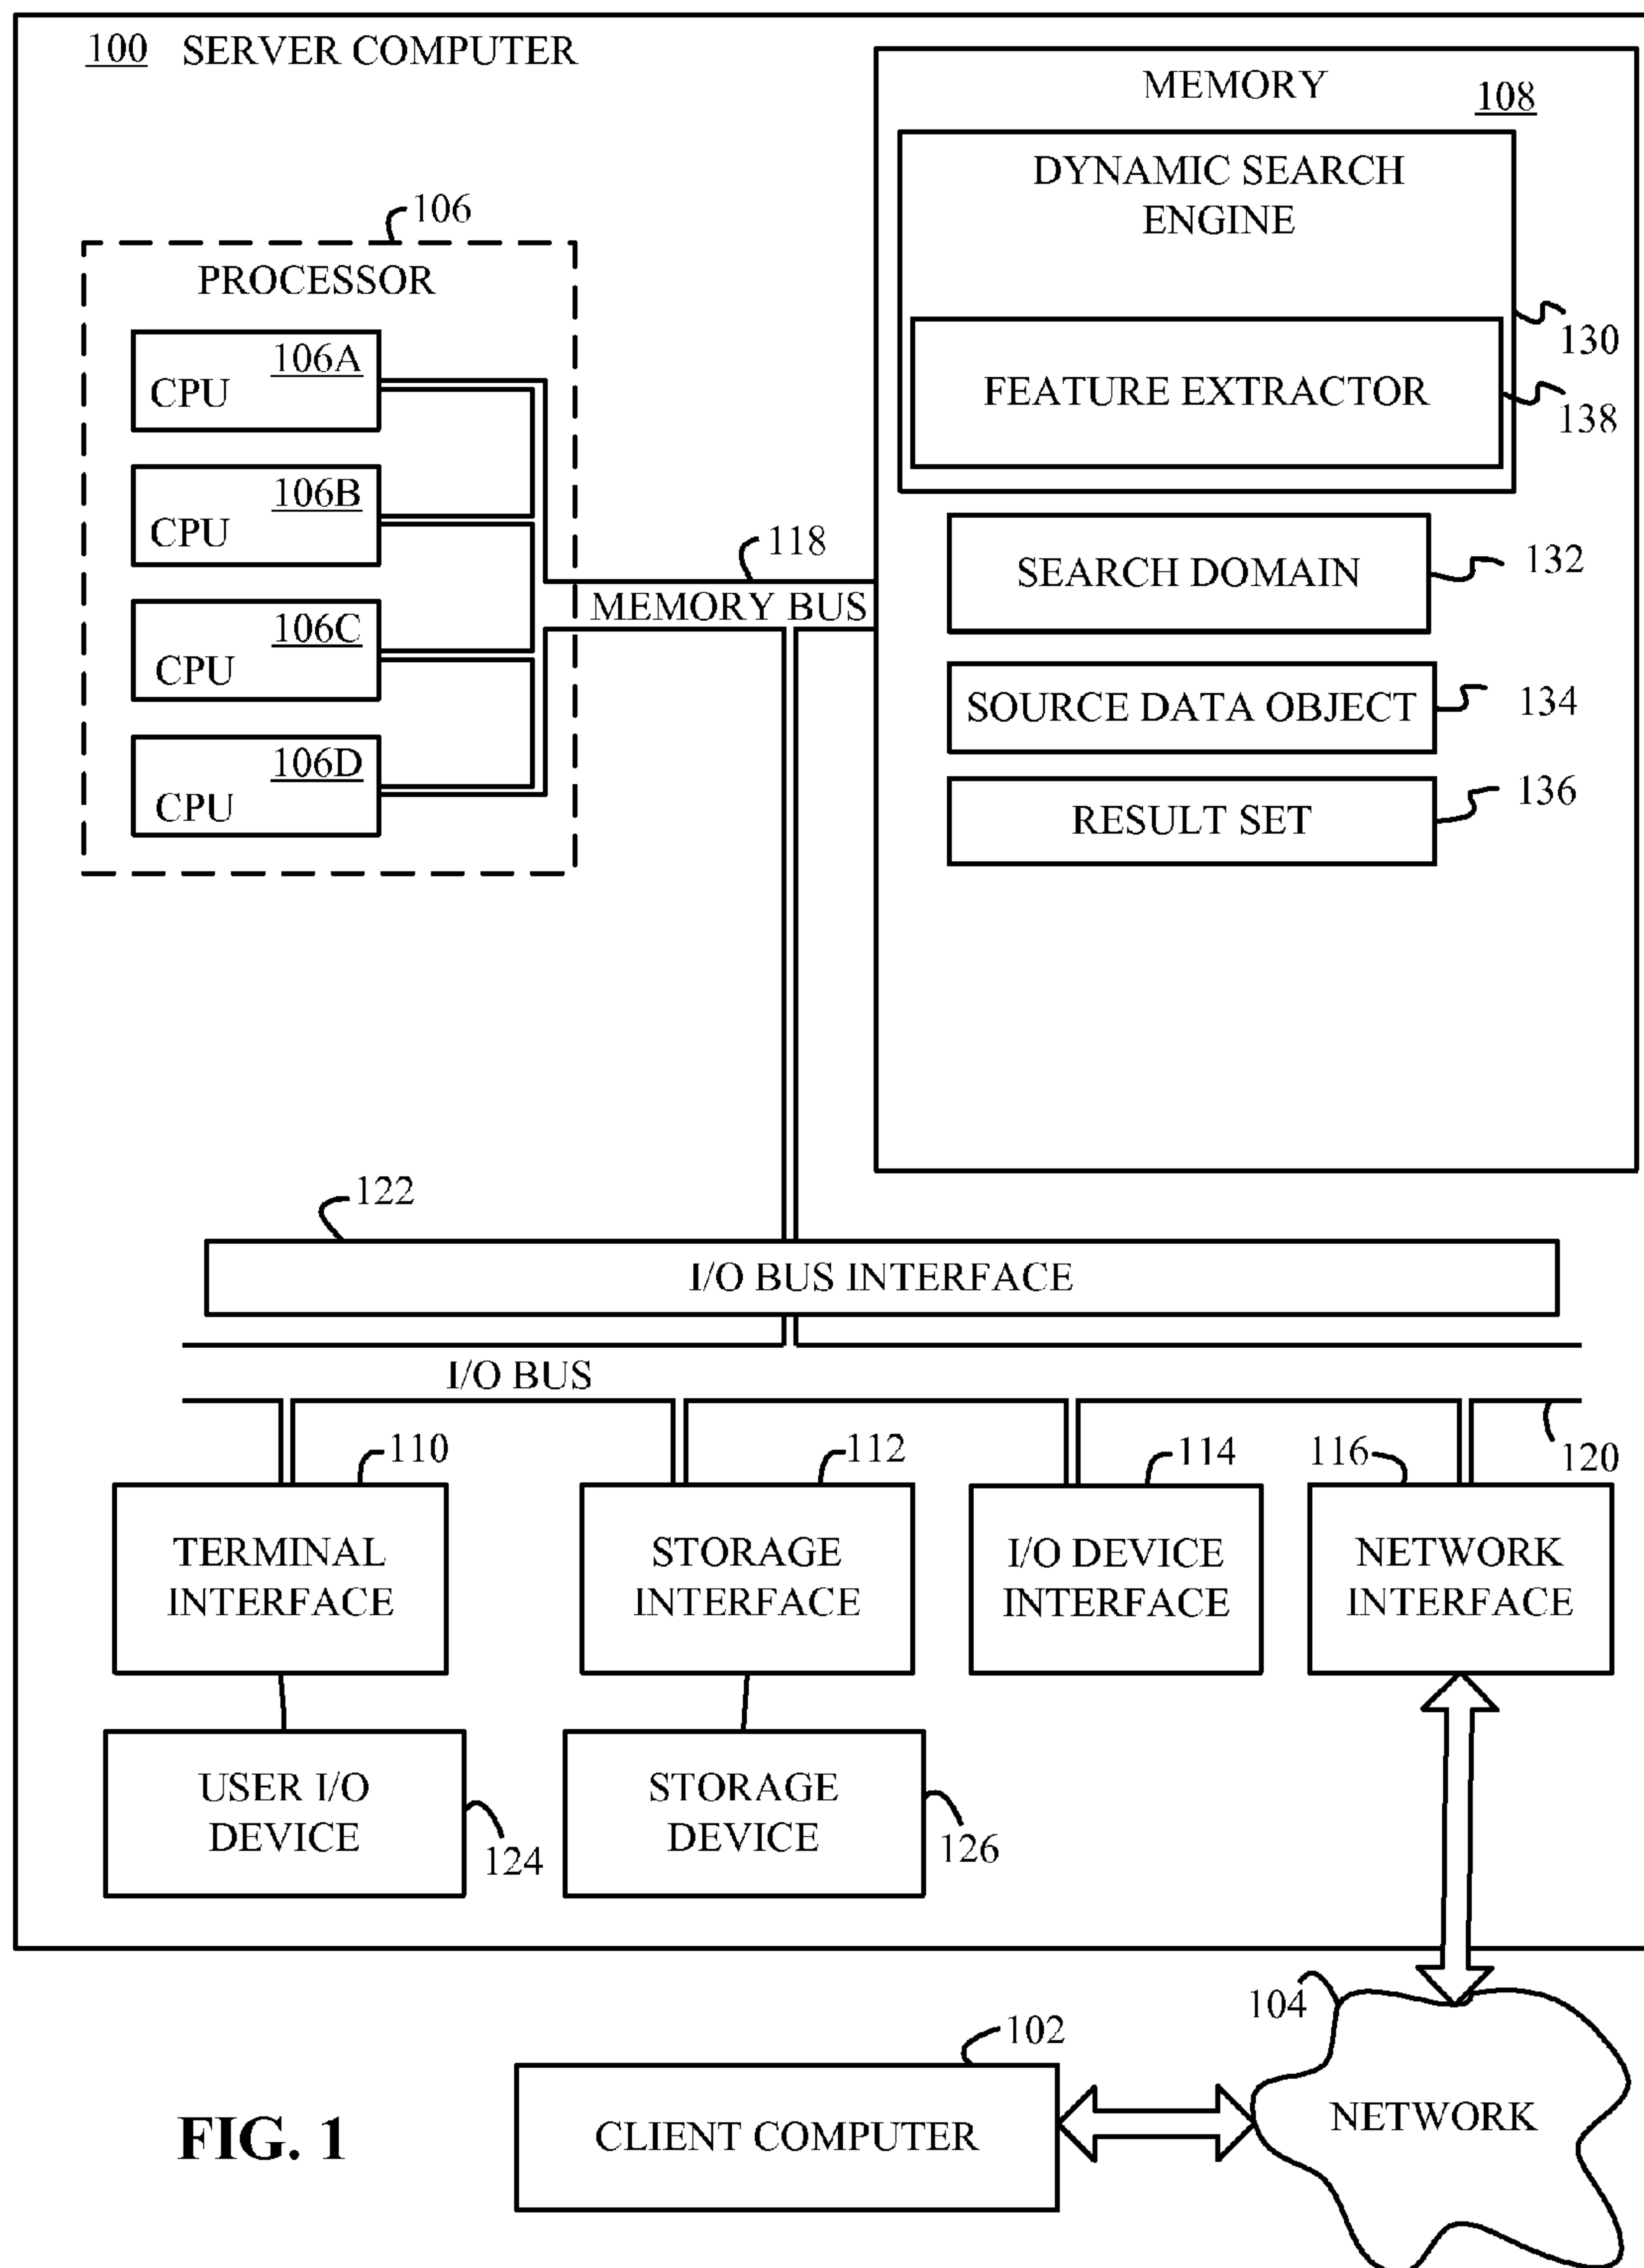 100 SERVER COMPUTER
MEMORY
108
DYNAMIC SEARCH
ENGINE
130
FEATURE EXTRACTOR
138
106
PROCESSOR
106A
CPU
106B
CPU
106C
CPU
106D
CPU
118
MEMORY BUS
SEARCH DOMAIN
132
SOURCE DATA OBJECT
134
RESULT SET
136
122
I/O BUS INTERFACE
I/O BUS
120
110
TERMINAL
INTERFACE
112
STORAGE
INTERFACE
114
I/O DEVICE
INTERFACE
116
NETWORK
INTERFACE
USER I/O
DEVICE
124
STORAGE
DEVICE
126
104
NETWORK
102
CLIENT COMPUTER
FIG. 1